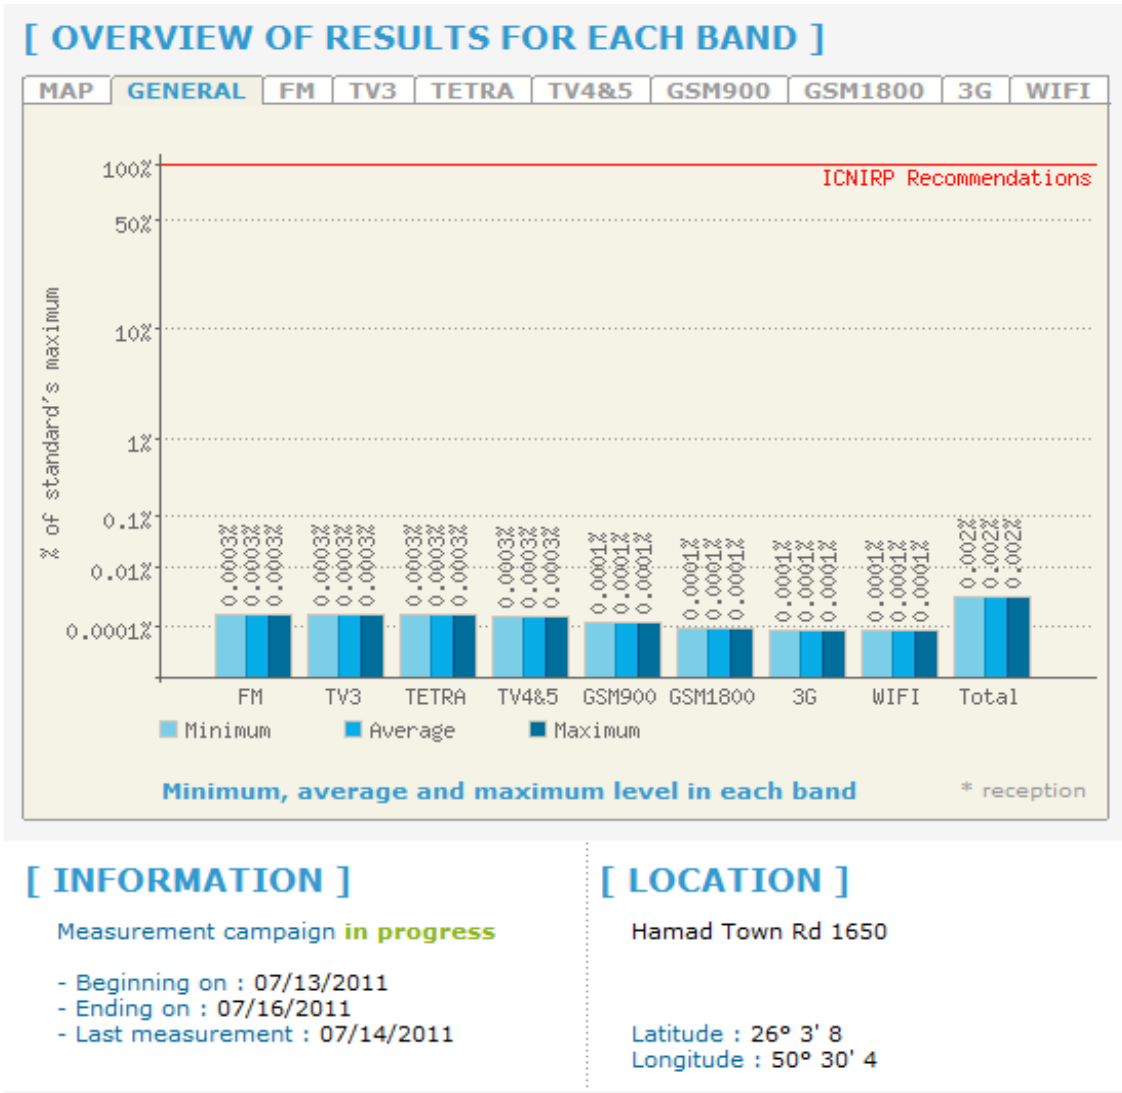 [ OVERVIEW OF RESULTS FOR EACH BAND ]
MAP GENERAL FM TV3 TETRA TV4&5 GSM900 GSM1800 3G WIFI
100%
ICNIRP Recommendations
50%
10%
1%
0.1%
0.01%
0.0001%
% of standard's maximum
0.0003% 0.0003% 0.0003%
0.0003% 0.0003% 0.0003%
0.0003% 0.0003% 0.0003%
0.0003% 0.0003% 0.0003%
0.0001% 0.0001% 0.0001%
0.0001% 0.0001% 0.0001%
0.0001% 0.0001% 0.0001%
0.0001% 0.0001% 0.0001%
0.002% 0.002% 0.002%
FM TV3 TETRA TV4&5 GSM900 GSM1800 3G WIFI Total
Minimum Average Maximum
Minimum, average and maximum level in each band * reception
[ INFORMATION ]
Measurement campaign in progress
- Beginning on : 07/13/2011
- Ending on : 07/16/2011
- Last measurement : 07/14/2011
[ LOCATION ]
Hamad Town Rd 1650
Latitude : 26º 3' 8
Longitude : 50º 30' 4